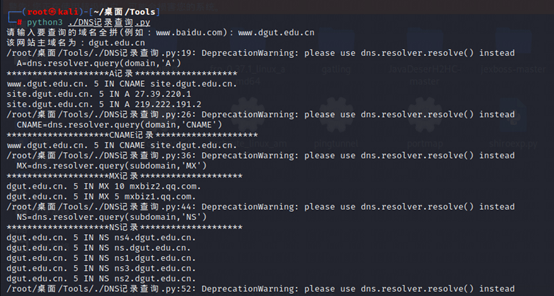 ┌──(root㉿kali)-[~/桌面/Tools]
└─# python3 ./DNS记录查询.py
请输入要查询的域名全拼(例如：www.baidu.com)：www.dgut.edu.cn
该网站主域名为：dgut.edu.cn
/root/桌面/Tools/./DNS记录查询.py:19: DeprecationWarning: please use dns.resolver.resolve() instead
  A=dns.resolver.query(domain,'A')
********************A记录********************
www.dgut.edu.cn. 5 IN CNAME site.dgut.edu.cn.
site.dgut.edu.cn. 5 IN A 27.39.220.1
site.dgut.edu.cn. 5 IN A 219.222.191.2
/root/桌面/Tools/./DNS记录查询.py:26: DeprecationWarning: please use dns.resolver.resolve() instead
  CNAME=dns.resolver.query(domain,'CNAME')
********************CNAME记录********************
www.dgut.edu.cn. 5 IN CNAME site.dgut.edu.cn.
/root/桌面/Tools/./DNS记录查询.py:36: DeprecationWarning: please use dns.resolver.resolve() instead
  MX=dns.resolver.query(subdomain,'MX')
********************MX记录********************
dgut.edu.cn. 5 IN MX 10 mxbiz2.qq.com.
dgut.edu.cn. 5 IN MX 5 mxbiz1.qq.com.
/root/桌面/Tools/./DNS记录查询.py:44: DeprecationWarning: please use dns.resolver.resolve() instead
  NS=dns.resolver.query(subdomain,'NS')
********************NS记录********************
dgut.edu.cn. 5 IN NS ns4.dgut.edu.cn.
dgut.edu.cn. 5 IN NS ns.dgut.edu.cn.
dgut.edu.cn. 5 IN NS ns1.dgut.edu.cn.
dgut.edu.cn. 5 IN NS ns3.dgut.edu.cn.
dgut.edu.cn. 5 IN NS ns2.dgut.edu.cn.
/root/桌面/Tools/./DNS记录查询.py:52: DeprecationWarning: please use dns.resolver.resolve() instead